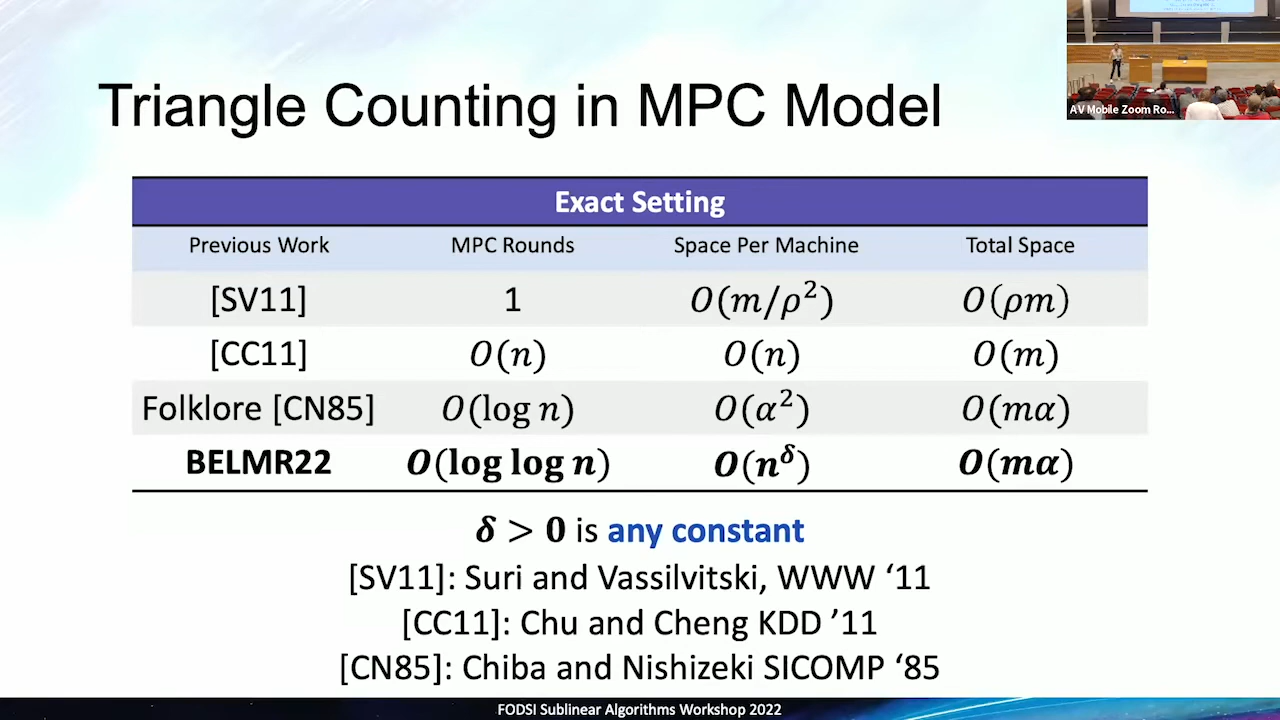 Triangle Counting in MPC Model
AV Mobile Zoom Ro...
Exact Setting
Previous Work MPC Rounds Space Per Machine Total Space
[SV11] 1 O(m/ρ²) O(ρm)
[CC11] O(n) O(n) O(m)
Folklore [CN85] O(log n) O(α²) O(mα)
BELMR22 O(log log n) O(n^δ) O(mα)
δ > 0 is any constant
[SV11]: Suri and Vassilvitski, WWW ‘11
[CC11]: Chu and Cheng KDD ’11
[CN85]: Chiba and Nishizeki SICOMP ‘85
FODSI Sublinear Algorithms Workshop 2022